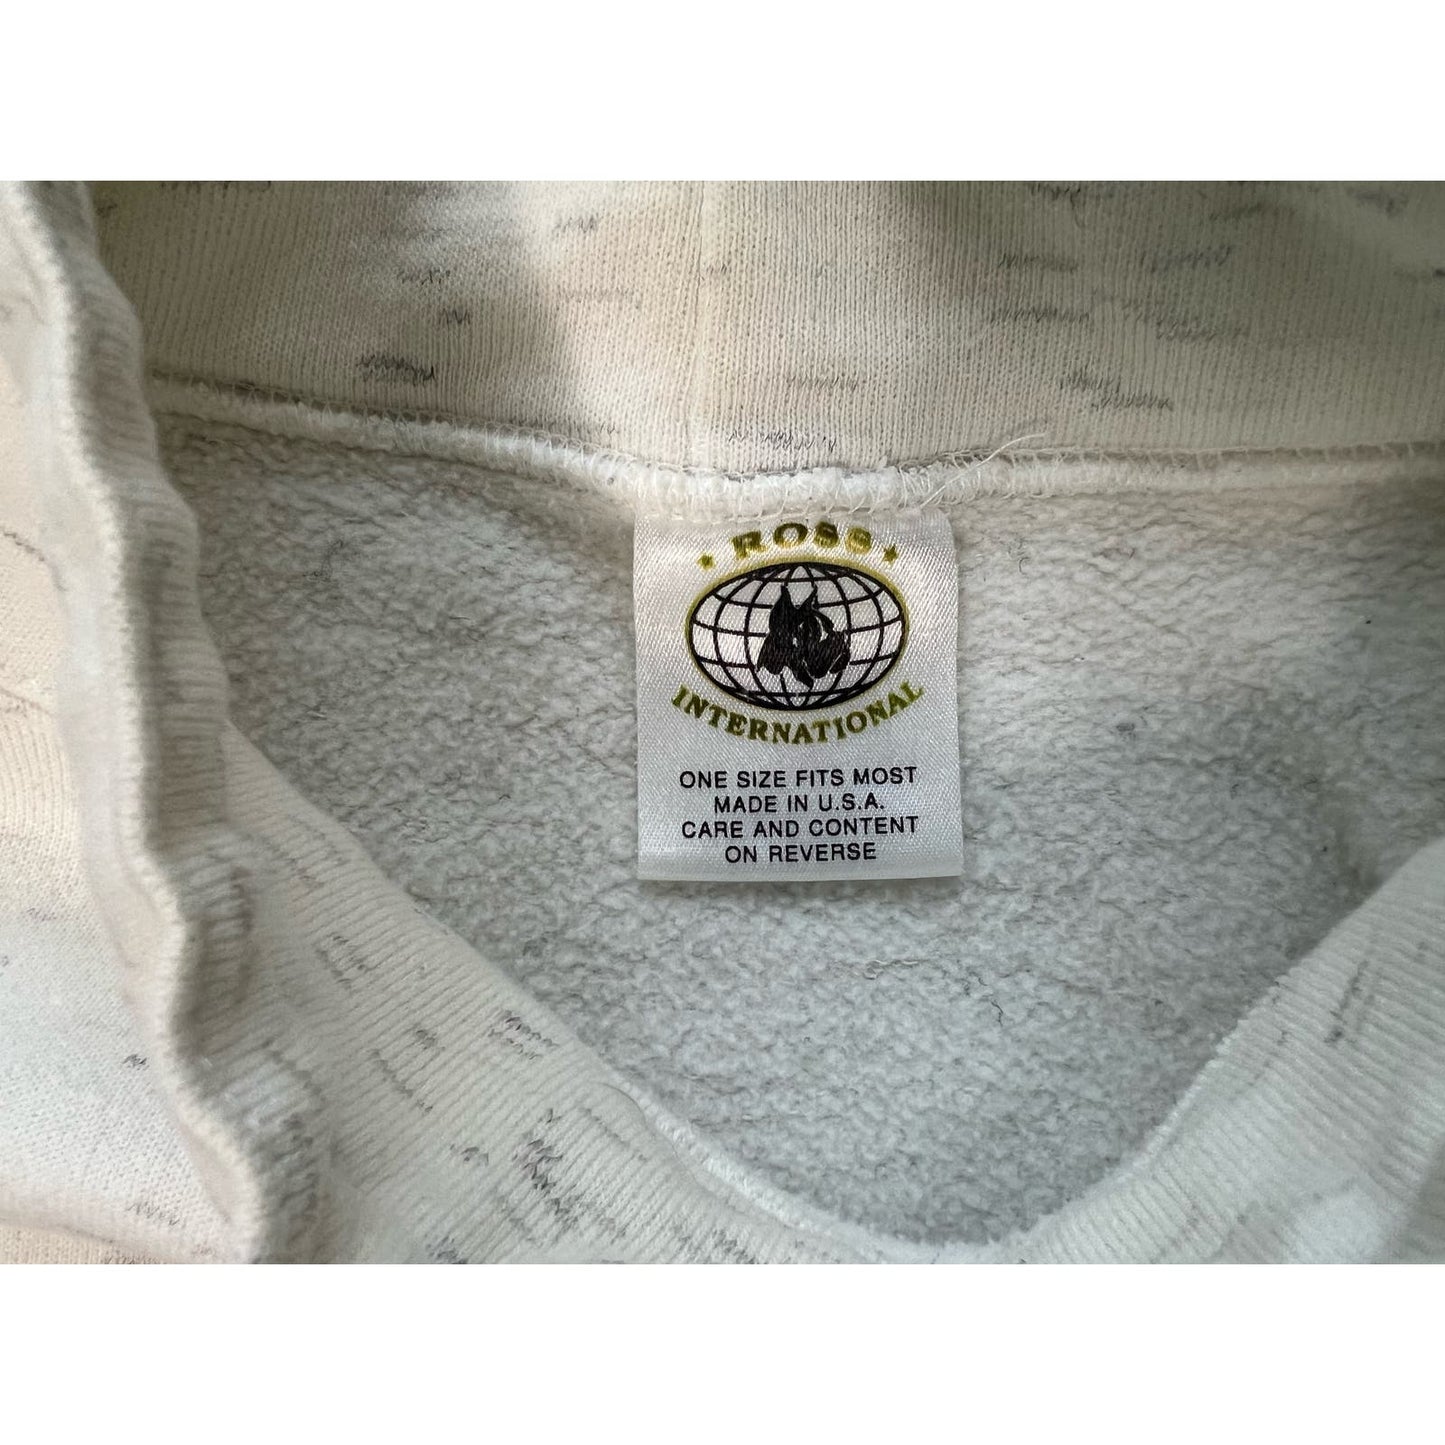 ROSS
INTERNATIONAL
ONE SIZE FITS MOST
MADE IN U.S.A.
CARE AND CONTENT
ON REVERSE